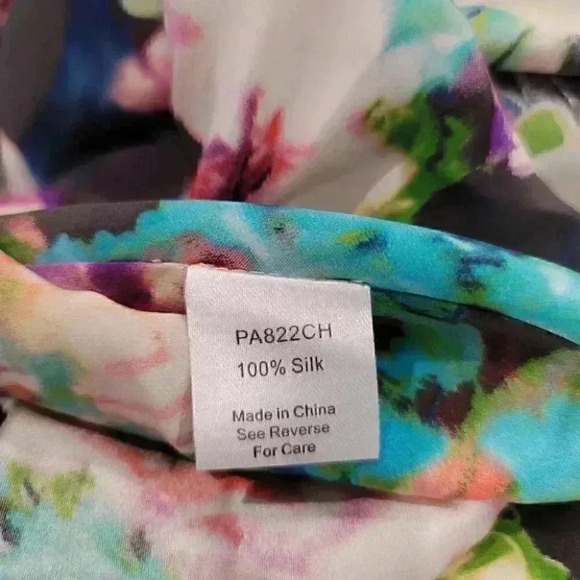 PA822CH
100% Silk
Made in China
See Reverse
For Care